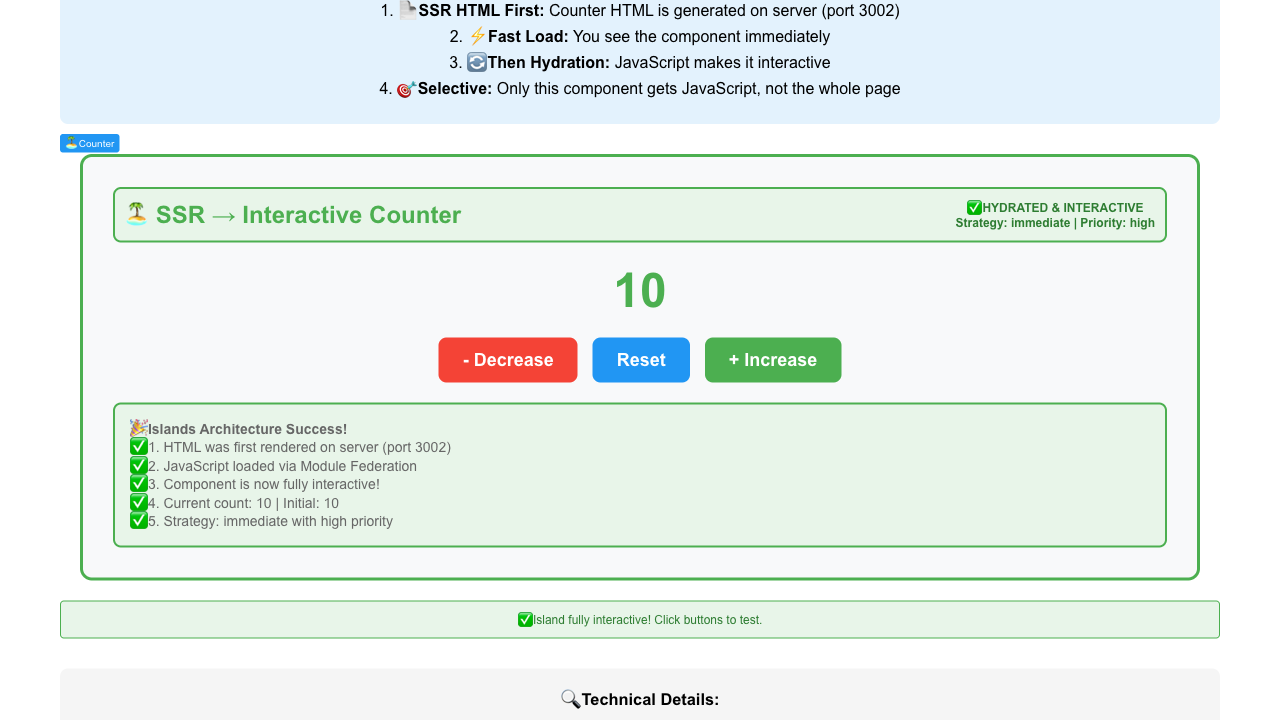 1. SSR HTML First: Counter HTML is generated on server (port 3002)
2. ⚡Fast Load: You see the component immediately
3. 🔄Then Hydration: JavaScript makes it interactive
4. 🎯Selective: Only this component gets JavaScript, not the whole page
🏝️Counter
🏝️ SSR → Interactive Counter
✅HYDRATED & INTERACTIVE
Strategy: immediate | Priority: high
10
- Decrease
Reset
+ Increase
🎉Islands Architecture Success!
✅1. HTML was first rendered on server (port 3002)
✅2. JavaScript loaded via Module Federation
✅3. Component is now fully interactive!
✅4. Current count: 10 | Initial: 10
✅5. Strategy: immediate with high priority
✅Island fully interactive! Click buttons to test.
🔍Technical Details: